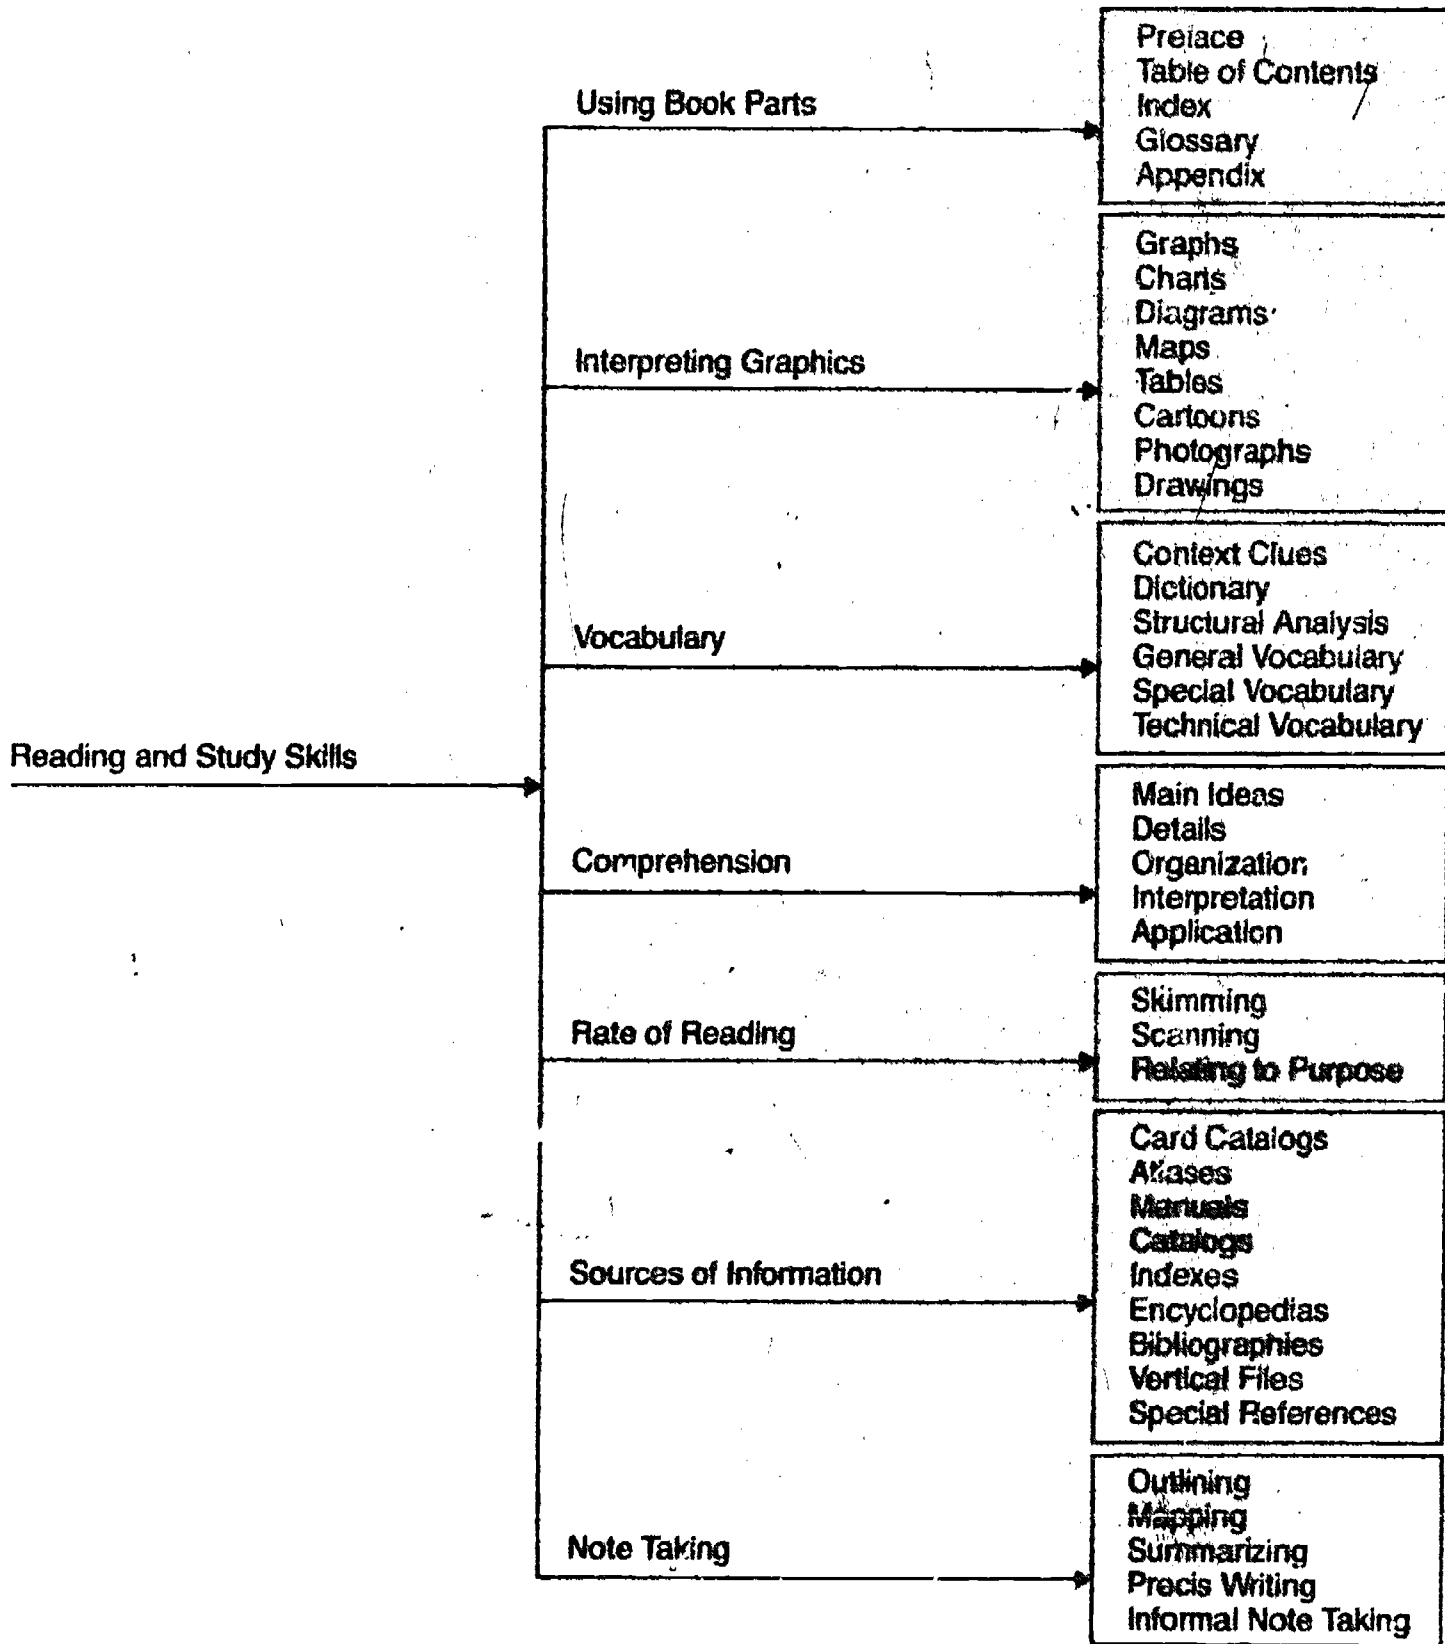 Preface
Table of Contents
Using Book Parts
Index
Glossary
Appendix
Graphs
Charts
Diagrams
Interpreting Graphics
Maps
Tables
Cartoons
Photographs
Drawings
Context Clues
Dictionary
Structural Analysis
Vocabulary
General Vocabulary
Special Vocabulary
Technical Vocabulary
Reading and Study Skills
Main Ideas
Details
Comprehension
Organization
Interpretation
Application
Skimming
Rate of Reading
Scanning
Relating to Purpose
Card Catalogs
Atlases
Manuals
Catalogs
Sources of Information
Indexes
Encyclopedias
Bibliographies
Vertical Files
Special References
Outlining
Mapping
Note Taking
Summarizing
Precis Writing
Informal Note Taking